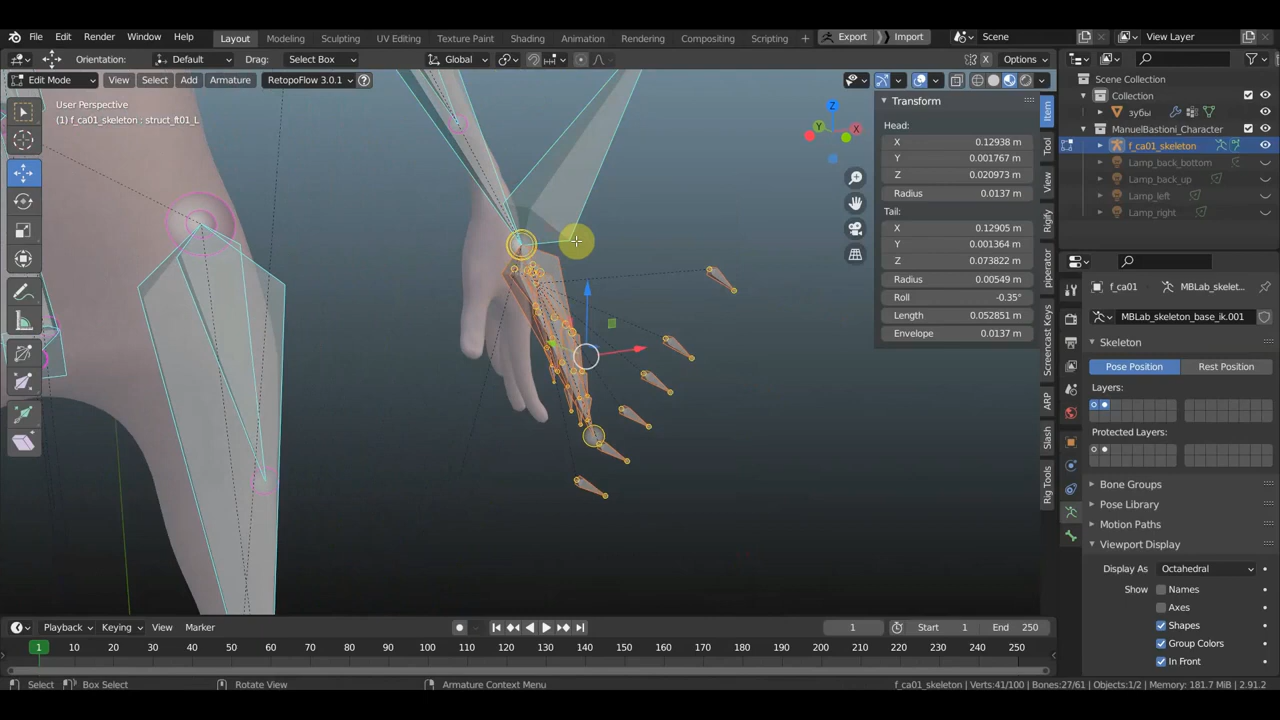 File Edit Render Window Help Layout Modeling Sculpting UV Editing Texture Paint Shading Animation Rendering Compositing Scripting + Export Import Scene View Layer
Orientation: Default Drag: Select Box Global X Options
Edit Mode View Select Add Armature RetopoFlow 3.0.1
User Perspective
(1) f_ca01_skeleton : struct_ft01_L
Z
Y
X
Transform
Head:
X 0.12938 m
Y 0.001767 m
Z 0.020973 m
Radius 0.0137 m
Tail:
X 0.12905 m
Y 0.001364 m
Z 0.073822 m
Radius 0.00549 m
Roll -0.35°
Length 0.052851 m
Envelope 0.0137 m
Item
Tool
View
Rigify
piperator
Screencast Keys
ARP
Slash
Rig Tools
Scene Collection
Collection
зубы
ManuelBastioni_Character
f_ca01_skeleton
Lamp_back_bottom
Lamp_back_up
Lamp_left
Lamp_right
f_ca01 MBLab_skelet...
MBLab_skeleton_base_ik.001
Skeleton
Pose Position Rest Position
Layers:
Protected Layers:
Bone Groups
Pose Library
Motion Paths
Viewport Display
Display As Octahedral
Show Names
Axes
Shapes
Group Colors
In Front
Playback Keying View Marker 1 Start 1 End 250
1 10 20 30 40 50 60 70 80 90 100 110 120 130 140 150 160 170 180 190 200 210 220 230 240 250
Select Box Select Rotate View Armature Context Menu f_ca01_skeleton | Verts:41/100 | Bones:27/61 | Objects:1/2 | Memory: 181.7 MiB | 2.91.2